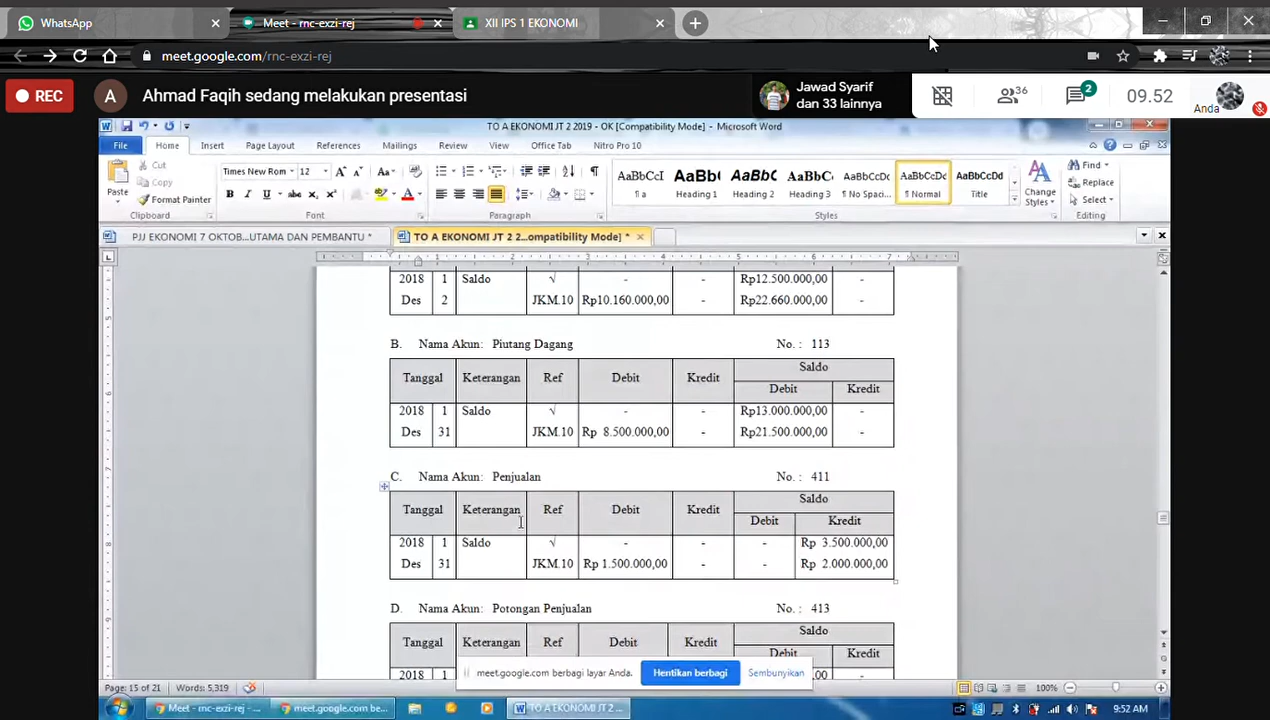 WhatsApp
Meet - rnc-exzi-rej
XII IPS 1 EKONOMI
meet.google.com/rnc-exzi-rej
REC
A
Ahmad Faqih sedang melakukan presentasi
Jawad Syarif
dan 33 lainnya
36
2
09.52
Anda
TO A EKONOMI JT 2 2019 - OK [Compatibility Mode] - Microsoft Word
File Home Insert Page Layout References Mailings Review View Office Tab Nitro Pro 10
Paste
Cut
Copy
Format Painter
Clipboard
Times New Rom 12
Font
Paragraph
AaBbCcI AaBbC AaBbC AaBbC AaBbCcDc AaBbCcDc AaBbCcDc
¶ a Heading 1 Heading 2 Heading 3 ¶ No Spaci... ¶ Normal Title
Change
Styles
Styles
Find
Replace
Select
Editing
PJJ EKONOMI 7 OKTOB...UTAMA DAN PEMBANTU *
TO A EKONOMI JT 2 2...ompatibility Mode] *
2018 1 Saldo √ - - Rp12.500.000,00 -
Des 2 JKM.10 Rp10.160.000,00 - Rp22.660.000,00 -
B. Nama Akun: Piutang Dagang No. : 113
Tanggal Keterangan Ref Debit Kredit Saldo
Debit Kredit
2018 1 Saldo √ - - Rp13.000.000,00 -
Des 31 JKM.10 Rp 8.500.000,00 - Rp21.500.000,00 -
C. Nama Akun: Penjualan No. : 411
Tanggal Keterangan Ref Debit Kredit Saldo
Debit Kredit
2018 1 Saldo √ - - - Rp 3.500.000,00
Des 31 JKM.10 Rp 1.500.000,00 - - Rp 2.000.000,00
D. Nama Akun: Potongan Penjualan No. : 413
Tanggal Keterangan Ref Debit Kredit Saldo
Debit Kredit
meet.google.com berbagi layar Anda.
Hentikan berbagi
Sembunyikan
Page: 15 of 21 Words: 5,319
100%
Meet - rnc-exzi-rej - ...
meet.google.com be...
TO A EKONOMI JT 2 ...
9:52 AM